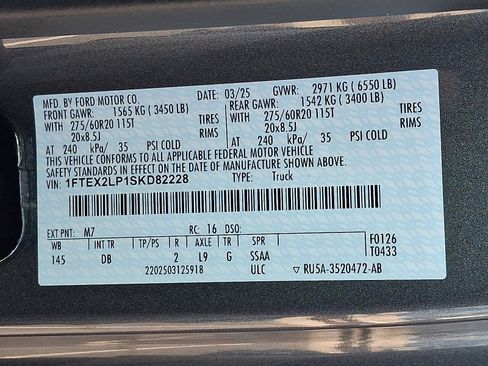 MFD. BY FORD MOTOR CO. 03/25 GVWR: 2971 KG (6550 LB)
FRONT GAWR: 1565 KG (3450 LB) REAR GAWR: 1542 KG (3400 LB)
WITH 275/60R20 115T TIRES WITH 275/60R20 115T TIRES
20x8.5J RIMS 20x8.5J RIMS
AT 240 kPa/ 35 PSI COLD AT 240 kPa/ 35 PSI COLD
THIS VEHICLE CONFORMS TO ALL APPLICABLE FEDERAL MOTOR VEHICLE
SAFETY STANDARDS IN EFFECT ON THE DATE OF MANUFACTURE SHOWN ABOVE.
VIN: 1FTEX2LP1SKD82228 TYPE: Truck
EXT PNT: M7 RC: 16 DSO:
WB INT TR TP/PS R AXLE TR SPR F0126
145 DB 2 L9 G SSAA T0433
2202503125918 ULC ▽ RU5A-3520472-AB